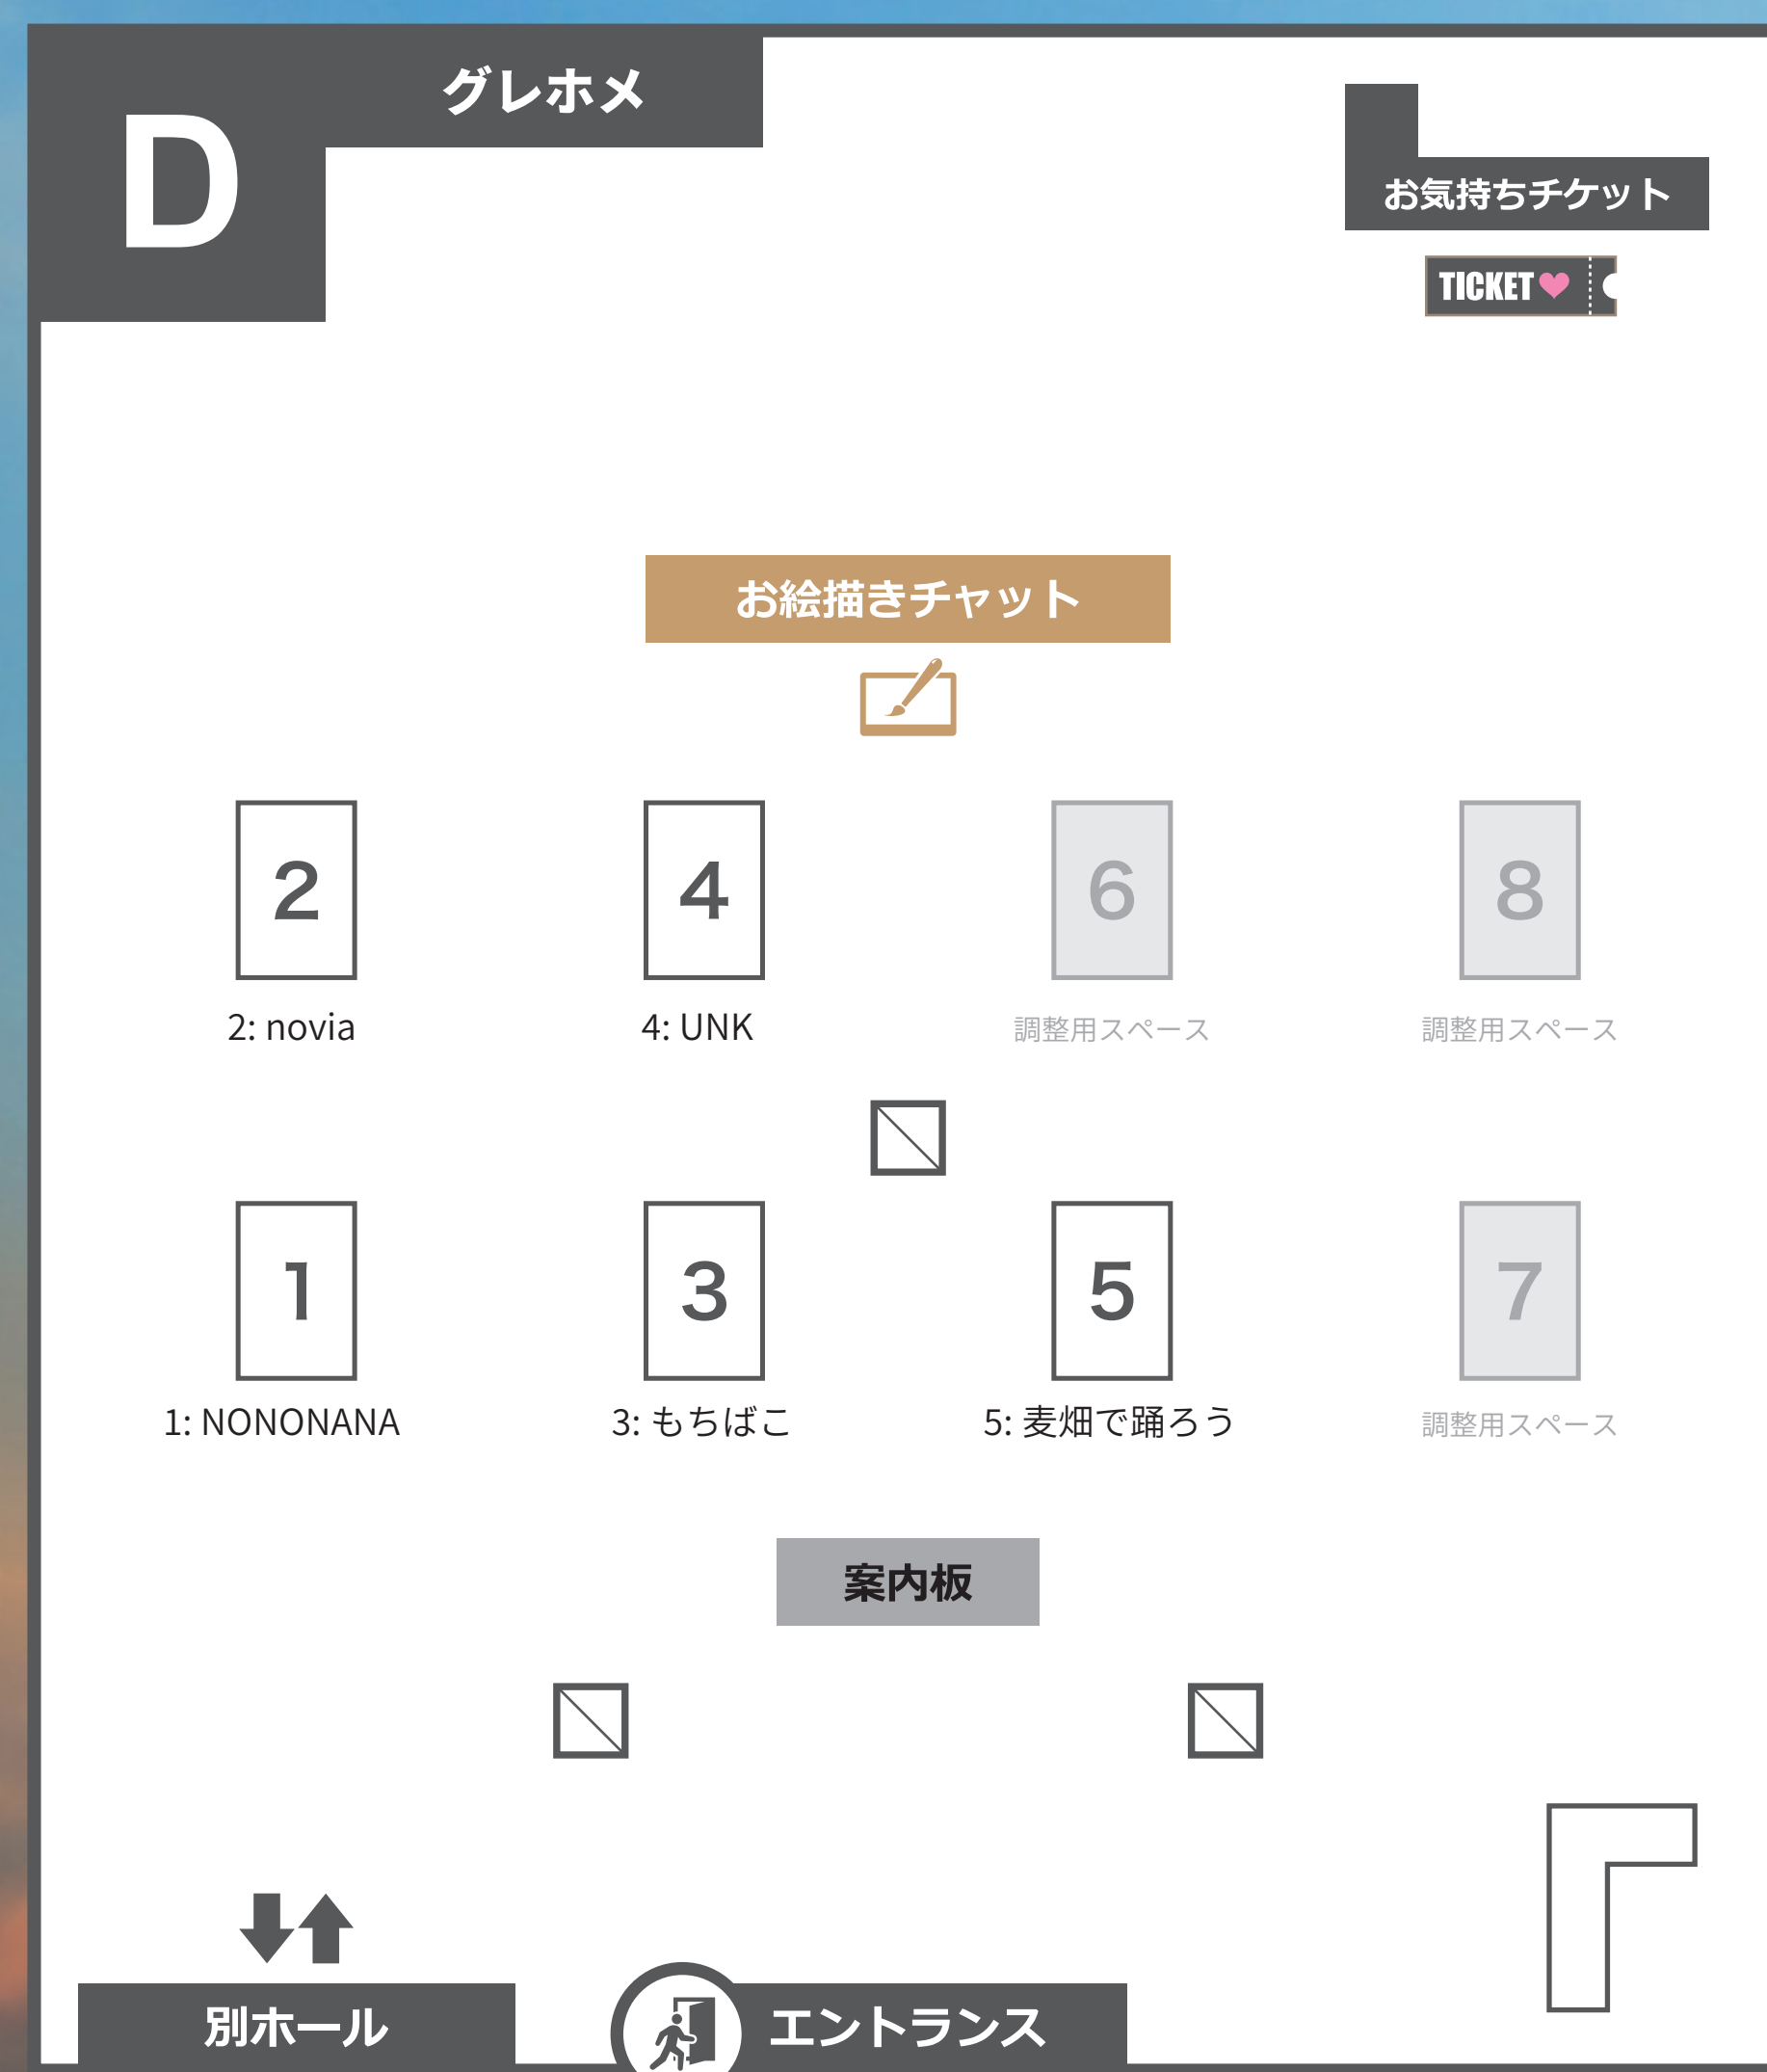 D
グレホメ
お気持ちチケット
TICKET
お絵描きチャット
2
4
6
8
2: novia
4: UNK
調整用スペース
調整用スペース
1
3
5
7
1: NONONANA
3: もちばこ
5: 麦畑で踊ろう
調整用スペース
案内板
別ホール
エントランス